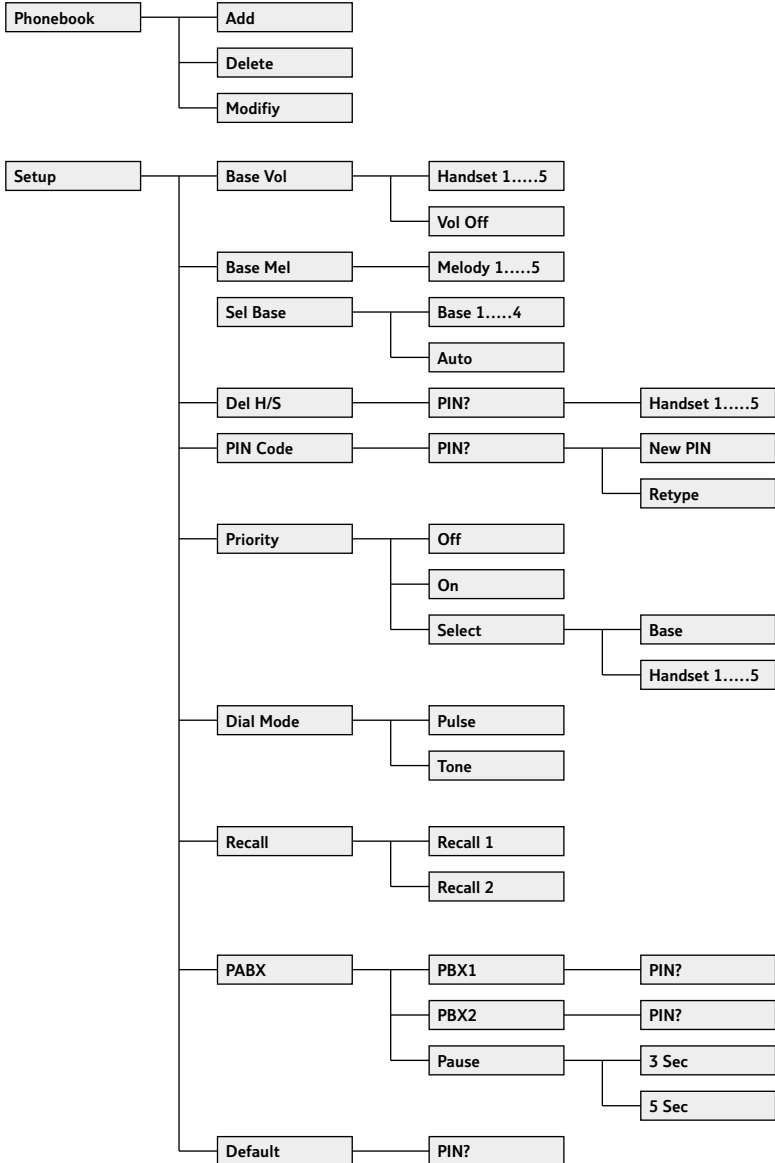 Phonebook Add
Delete
Modifiy
Setup Base Vol Handset 1.....5
Vol Off
Base Mel Melody 1.....5
Sel Base Base 1.....4
Auto
Del H/S PIN? Handset 1.....5
PIN Code PIN? New PIN
Retype
Priority Off
On
Select Base
Handset 1.....5
Dial Mode Pulse
Tone
Recall Recall 1
Recall 2
PABX PBX1 PIN?
PBX2 PIN?
Pause 3 Sec
5 Sec
Default PIN?